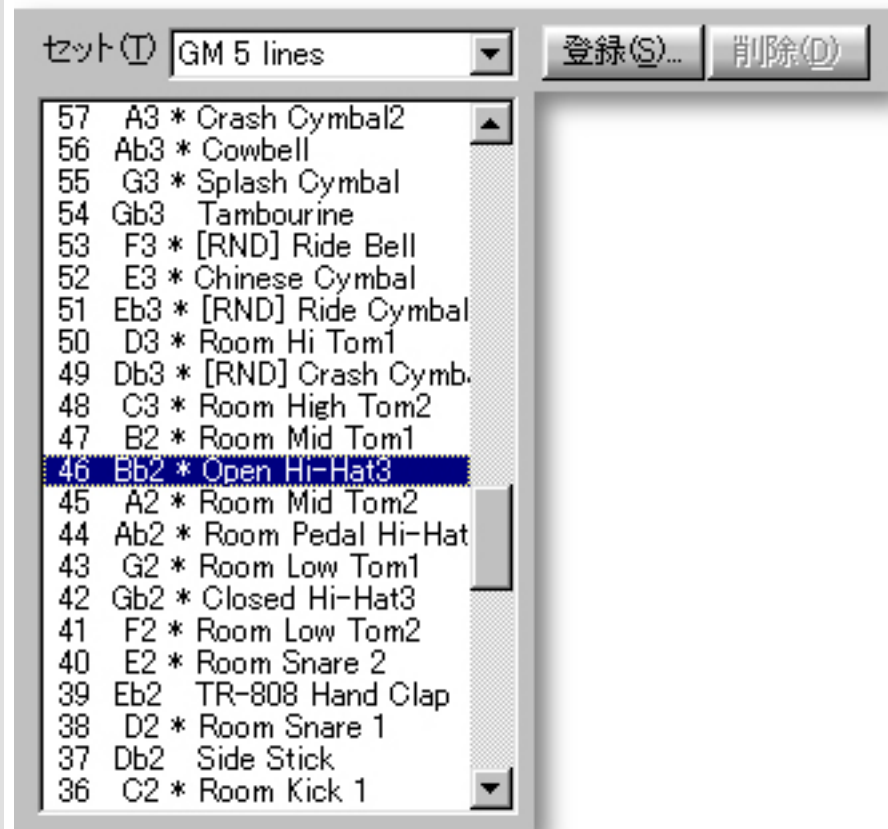 セット(T) GM 5 lines 登録(S)... 削除(D)
57 A3 * Crash Cymbal2
56 Ab3 * Cowbell
55 G3 * Splash Cymbal
54 Gb3 Tambourine
53 F3 * [RND] Ride Bell
52 E3 * Chinese Cymbal
51 Eb3 * [RND] Ride Cymbal
50 D3 * Room Hi Tom1
49 Db3 * [RND] Crash Cymb
48 C3 * Room High Tom2
47 B2 * Room Mid Tom1
46 Bb2 * Open Hi-Hat3
45 A2 * Room Mid Tom2
44 Ab2 * Room Pedal Hi-Hat
43 G2 * Room Low Tom1
42 Gb2 * Closed Hi-Hat3
41 F2 * Room Low Tom2
40 E2 * Room Snare 2
39 Eb2 TR-808 Hand Clap
38 D2 * Room Snare 1
37 Db2 Side Stick
36 C2 * Room Kick 1